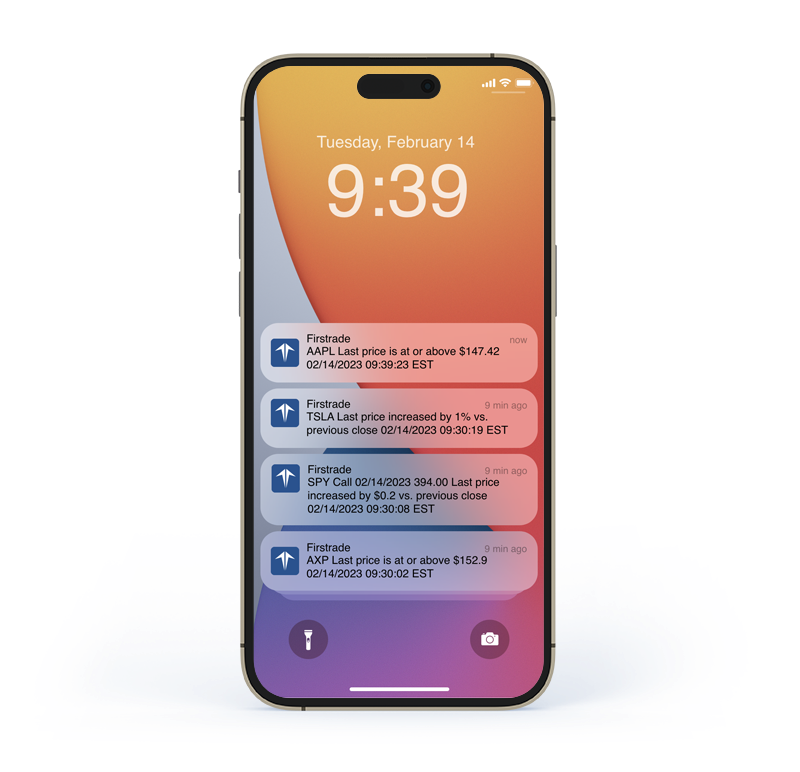 Tuesday, February 14
9:39
Firstrade
now
AAPL Last price is at or above $147.42
02/14/2023 09:39:23 EST
Firstrade
9 min ago
TSLA Last price increased by 1% vs.
previous close 02/14/2023 09:30:19 EST
Firstrade
9 min ago
SPY Call 02/14/2023 394.00 Last price
increased by $0.2 vs. previous close
02/14/2023 09:30:08 EST
Firstrade
9 min ago
AXP Last price is at or above $152.9
02/14/2023 09:30:02 EST